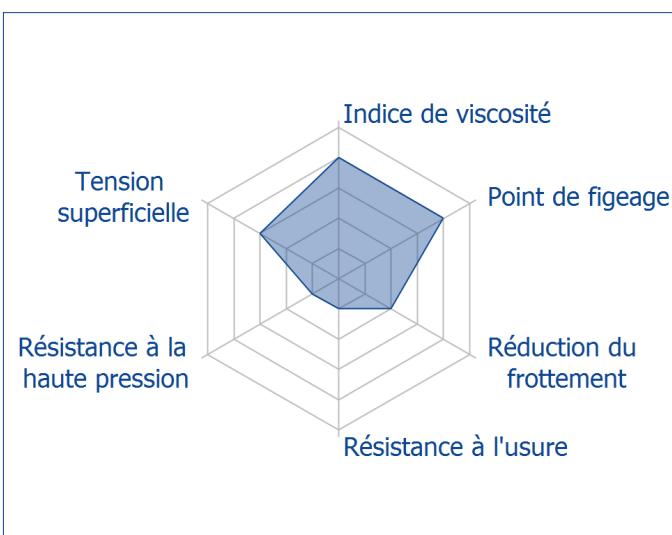 Indice de viscosité
Tension
superficielle
Point de figeage
Résistance à la
haute pression
Réduction du
frottement
Résistance à l'usure